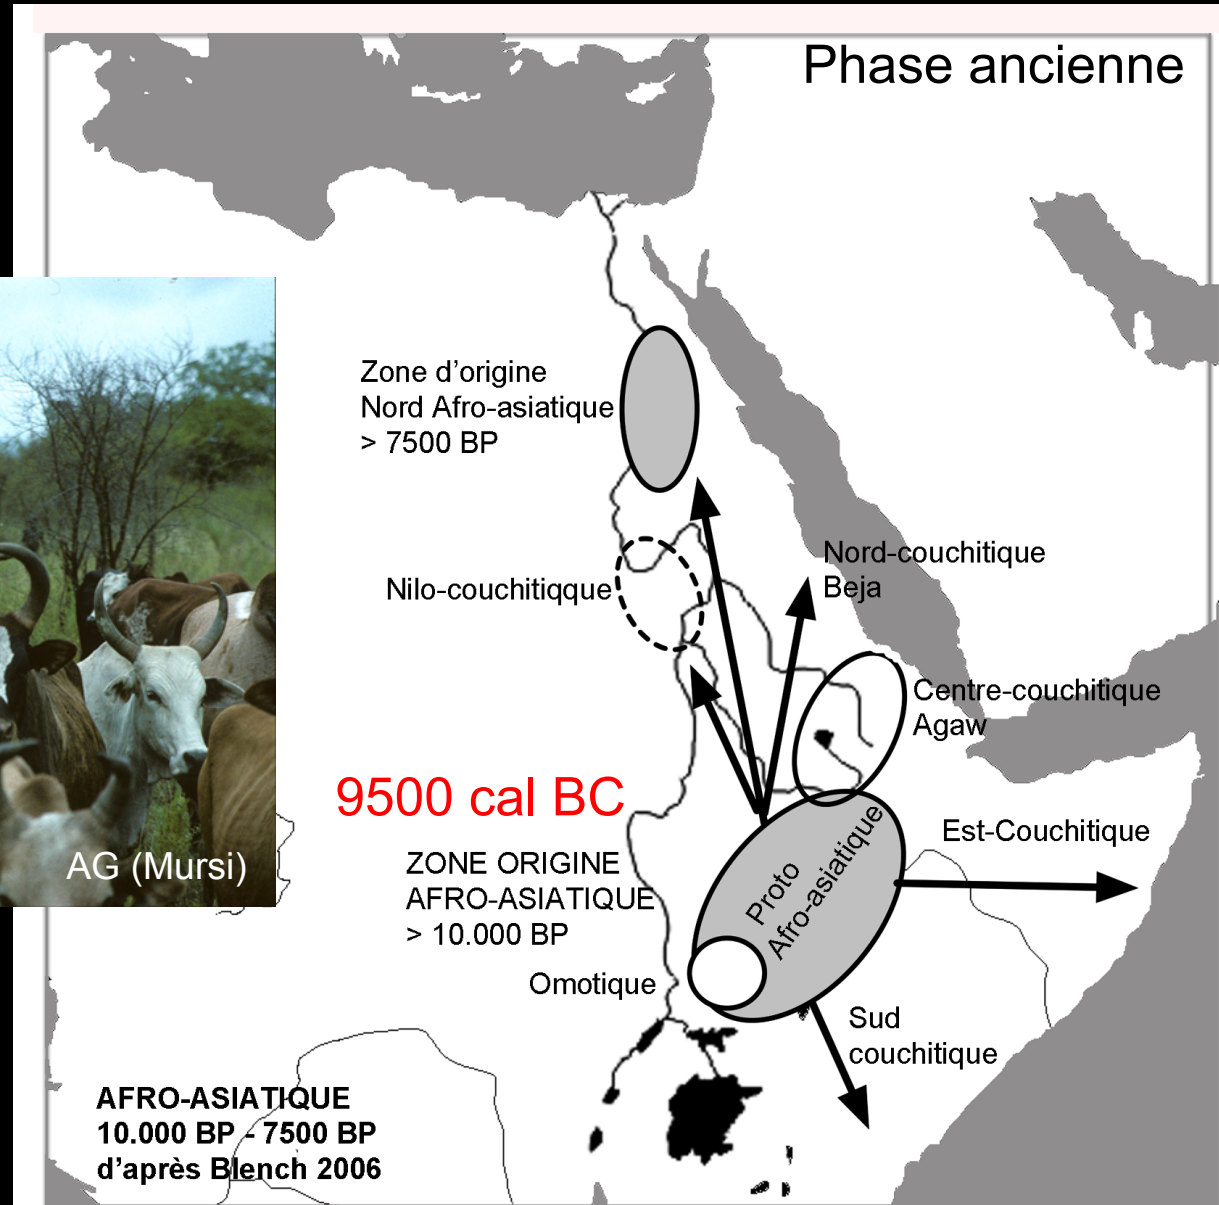 Phase ancienne
Zone d'origine
Nord Afro-asiatique
> 7500 BP
Nord-couchitique
Beja
Nilo-couchitiqque
Centre-couchitique
Agaw
9500 cal BC
Est-Couchitique
ZONE ORIGINE
AFRO-ASIATIQUE
> 10.000 BP
Proto
Afro-asiatique
AG (Mursi)
Omotique
Sud
couchitique
AFRO-ASIATIQUE
10.000 BP - 7500 BP
d'après Blench 2006